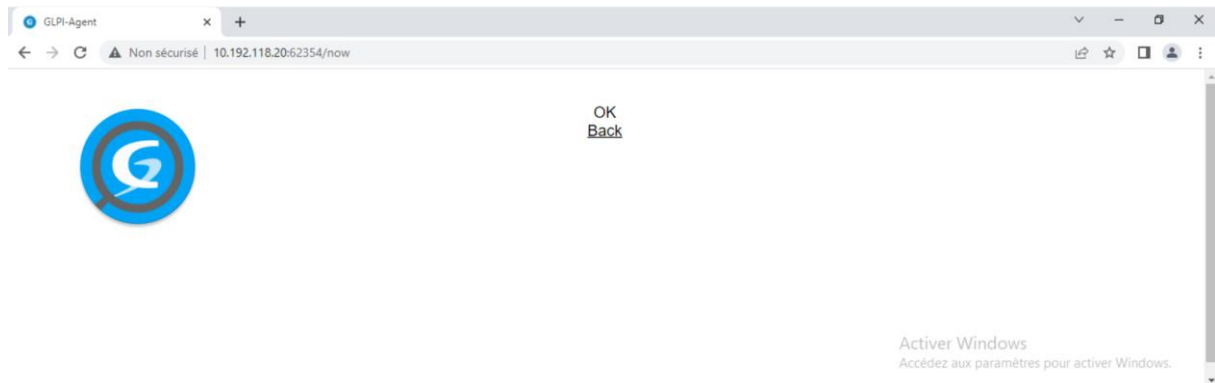 GLPI-Agent
Non sécurisé | 10.192.118.20:62354/now
OK
Back
Activer Windows
Accédez aux paramètres pour activer Windows.